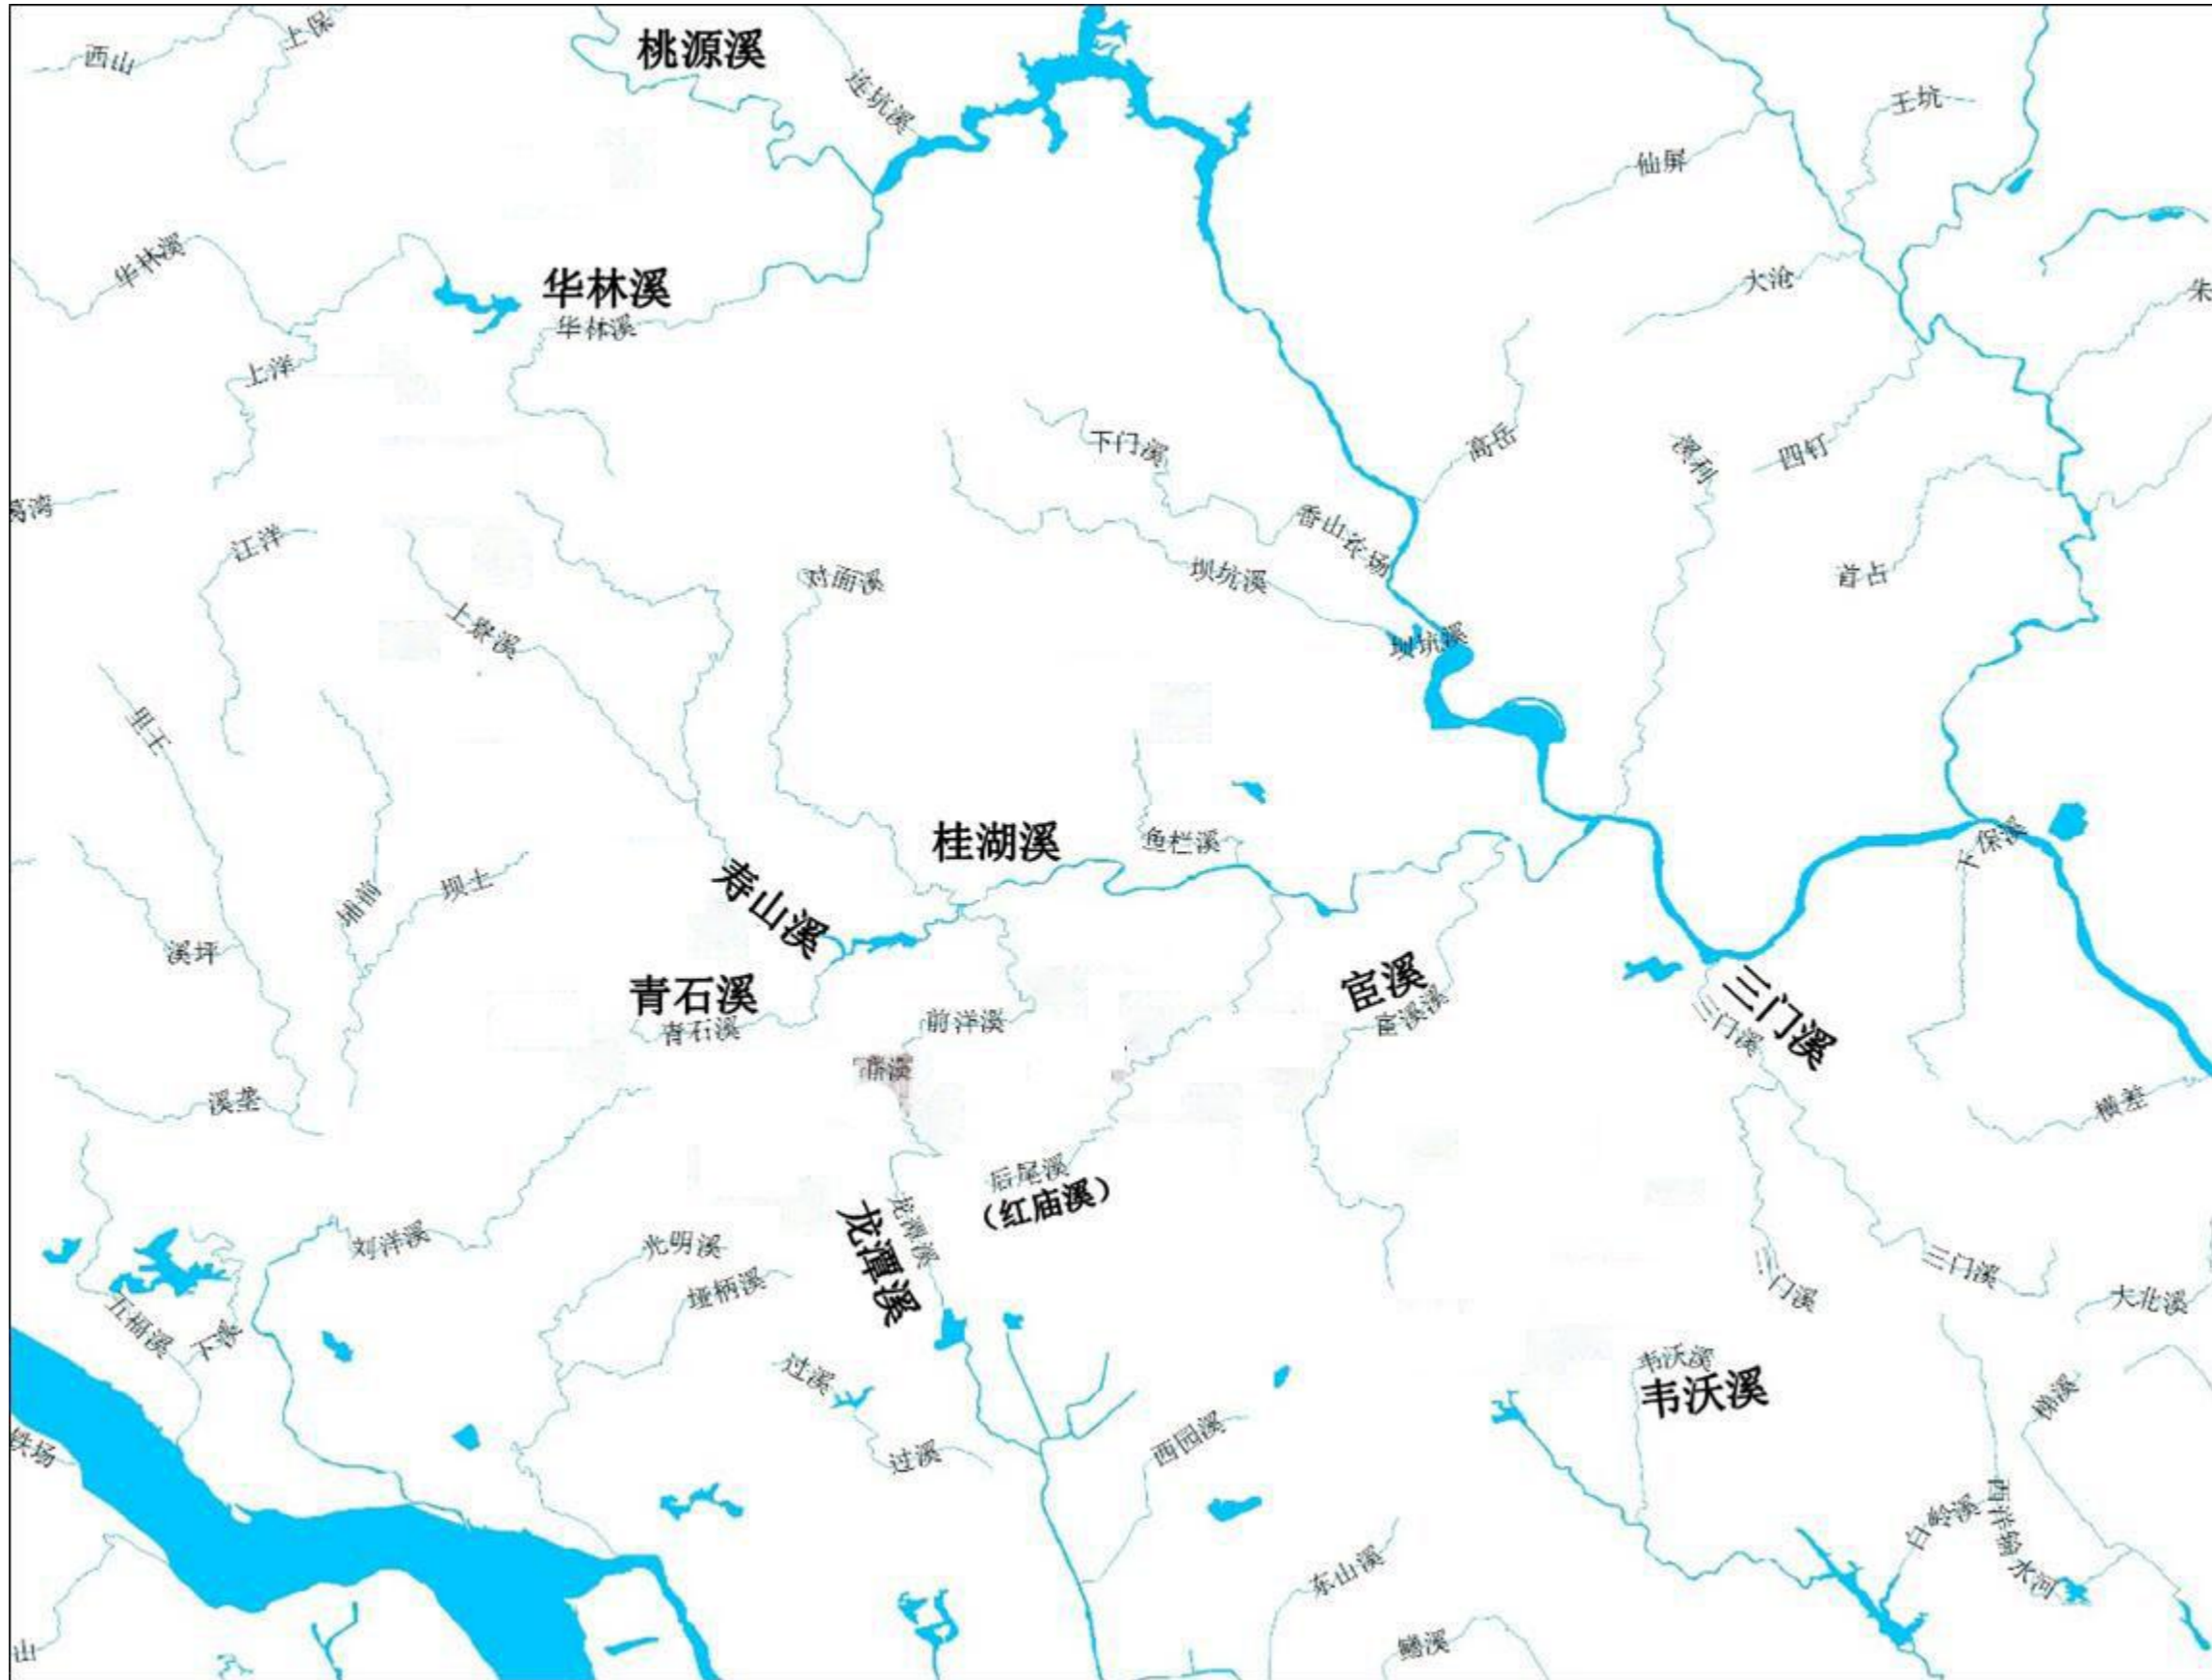 上保
西山
桃源溪
连坑溪
王坑
仙屏
华林溪
大沧
华林溪
华林溪
朱
上洋
下门溪
高岳
溪利
四钉
葛湾
香山农场
江洋
坝坑溪
对面溪
首占
上寮溪
坝坑溪
里王
桂湖溪
鱼栏溪
下保溪
寿山溪
坝土
埔前
溪坪
宦溪
青石溪
三门溪
前洋溪
宦溪溪
三门溪
青石溪
溪垄
横差
后尾溪
（红庙溪）
龙潭溪
龙潭溪
刘洋溪
光明溪
垭柄溪
三门溪
三门溪
大北溪
五桶溪
过溪
韦沃溪
韦沃溪
西园溪
过溪
铁场
白岭溪
西洋输水河
东山溪
山
鳝溪